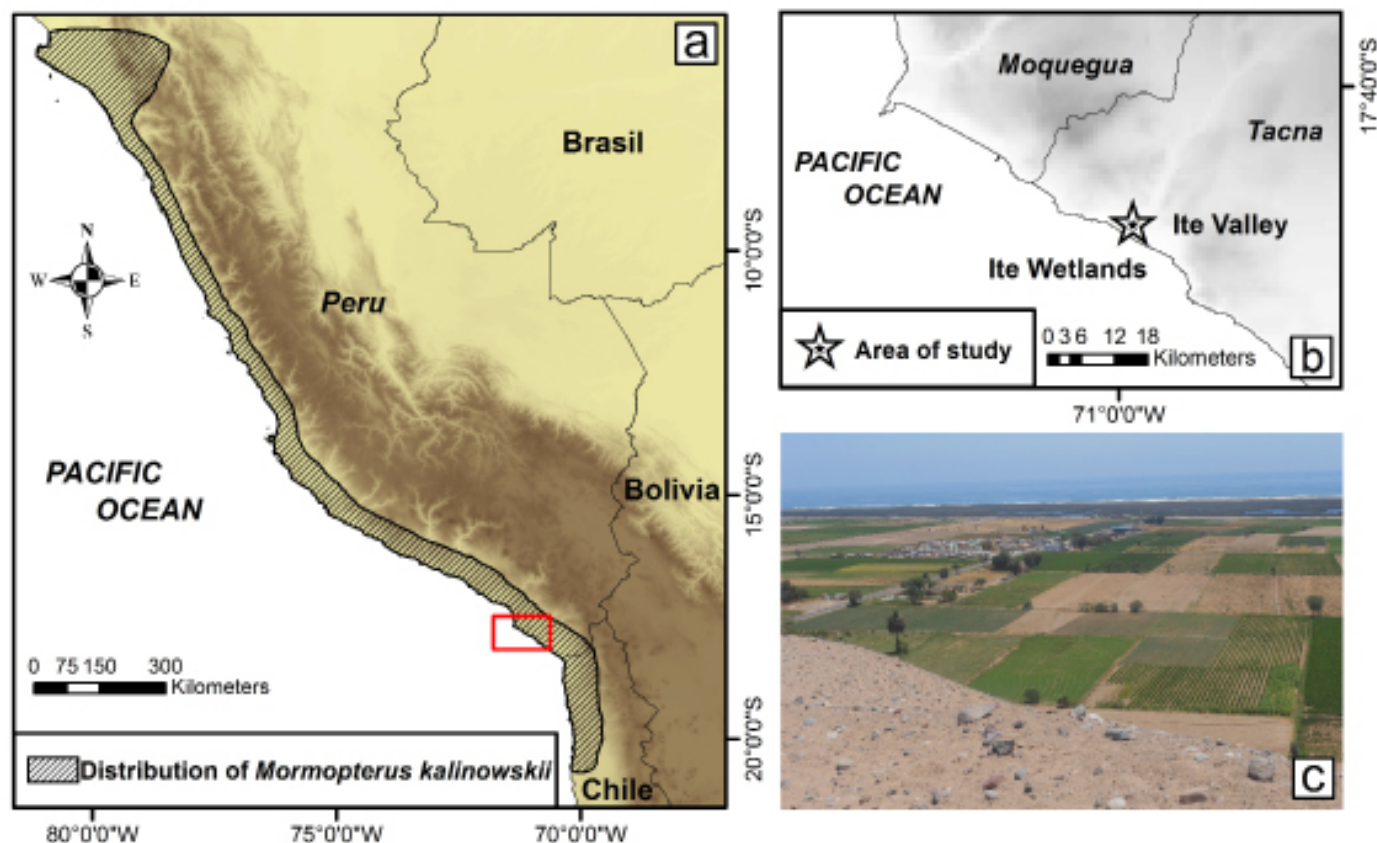 a
Brasil
N
W E
S
Peru
PACIFIC
OCEAN
Bolivia
0 75 150 300
Kilometers
Distribution of Mormopterus kalinowskii
Chile
10°0'0"S
15°0'0"S
20°0'0"S
80°0'0"W 75°0'0"W 70°0'0"W
Moquegua
Tacna
PACIFIC
OCEAN
Ite Valley
Ite Wetlands
Area of study
0 3 6 12 18
Kilometers
b
17°40'0"S
71°0'0"W
c